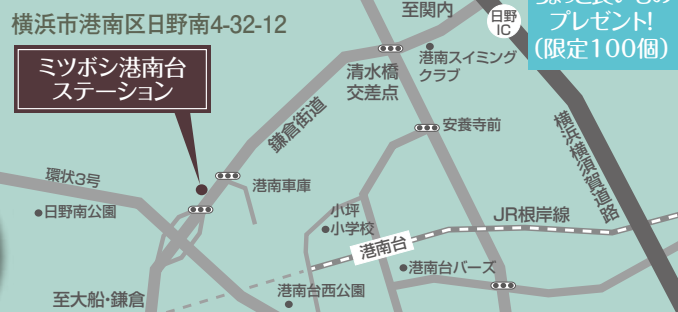 横浜市港南区日野南4-32-12
至関内
日野
IC
プレゼント!
(限定100個)
ミツボシ港南台
ステーション
清水橋
交差点
港南スイミング
クラブ
鎌倉街道
安養寺前
横浜横須賀道路
環状3号
港南車庫
日野南公園
小坪
小学校
JR根岸線
港南台
港南台バーズ
港南台西公園
至大船・鎌倉